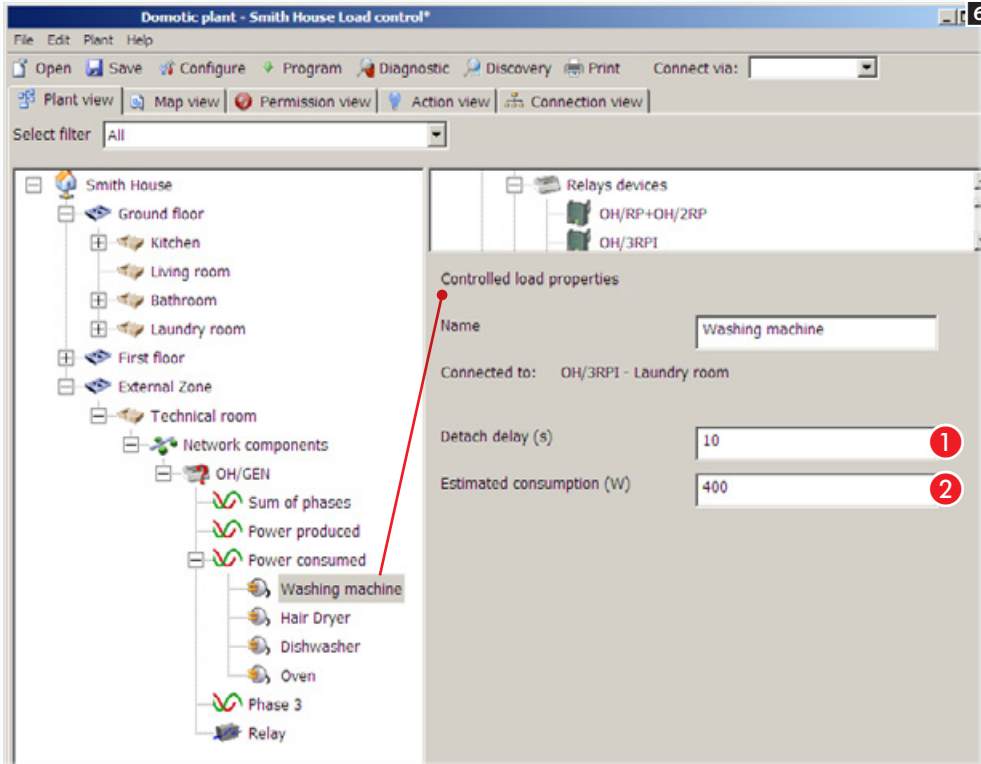 Domotic plant - Smith House Load control*
6
File Edit Plant Help
Open Save Configure Program Diagnostic Discovery Print Connect via:
Plant view Map view Permission view Action view Connection view
Select filter All
Smith House
Ground floor
Kitchen
Living room
Bathroom
Laundry room
First floor
External Zone
Technical room
Network components
OH/GEN
Sum of phases
Power produced
Power consumed
Washing machine
Hair Dryer
Dishwasher
Oven
Phase 3
Relay
Relays devices
OH/RP+OH/2RP
OH/3RPI
Controlled load properties
Name Washing machine
Connected to: OH/3RPI - Laundry room
Detach delay (s) 10 1
Estimated consumption (W) 400 2